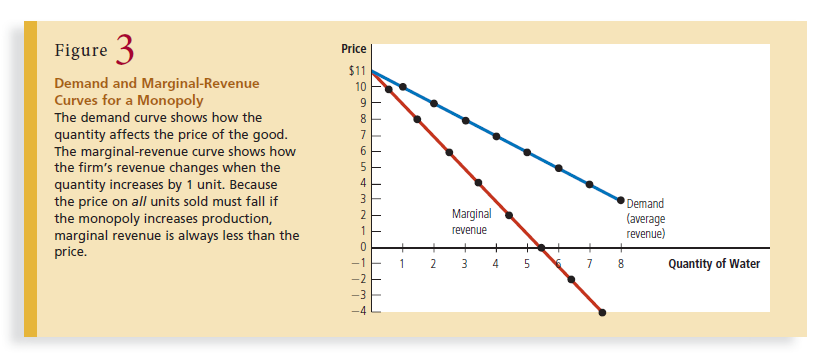 Figure 3
Demand and Marginal-Revenue
Curves for a Monopoly
The demand curve shows how the
quantity affects the price of the good.
The marginal-revenue curve shows how
the firm's revenue changes when the
quantity increases by 1 unit. Because
the price on all units sold must fall if
the monopoly increases production,
marginal revenue is always less than the
price.
Price
$11
10
9
8
7
6
5
4
3
2
1
0
−1
−2
−3
−4
Marginal
revenue
Demand
(average
revenue)
1 2 3 4 5 6 7 8
Quantity of Water